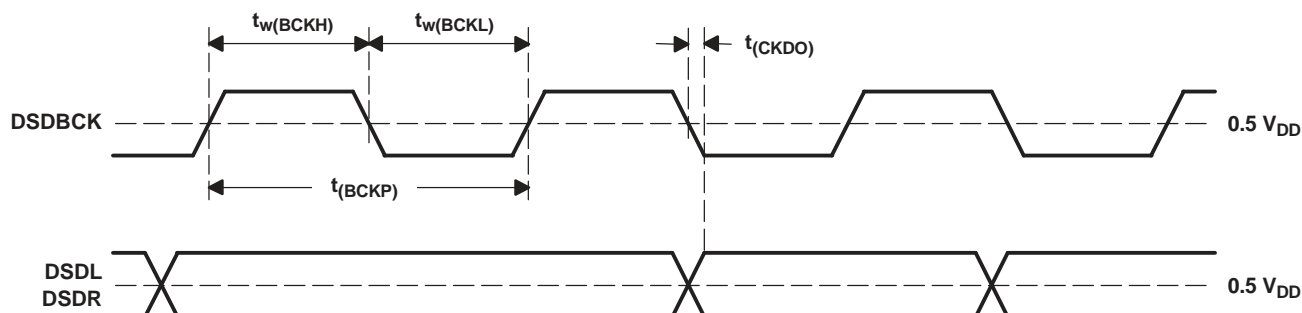 tw(BCKH)
tw(BCKL)
t(CKDO)
DSDBCK
0.5 VDD
t(BCKP)
DSDL
DSDR
0.5 VDD